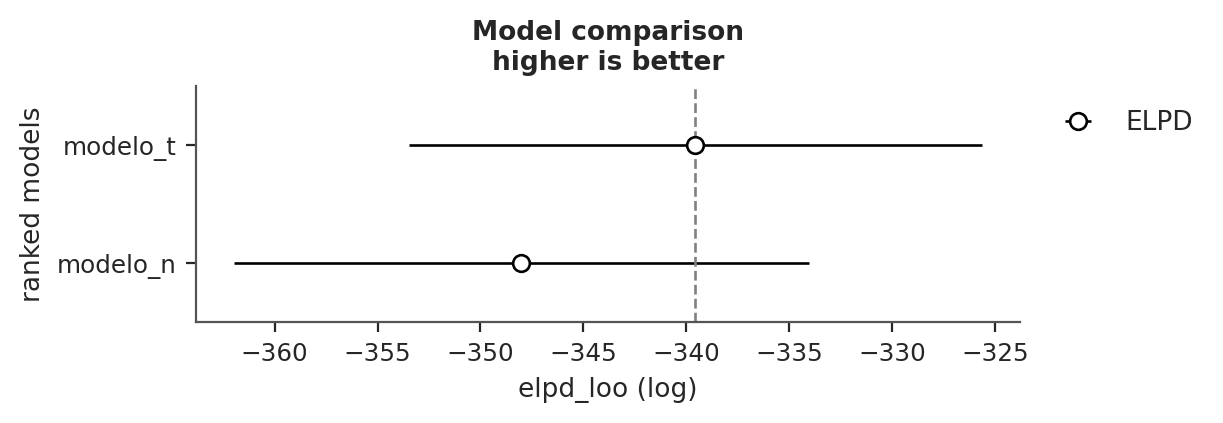 Model comparison
higher is better
ELPD
ranked models
modelo_t
modelo_n
−360 −355 −350 −345 −340 −335 −330 −325
elpd_loo (log)